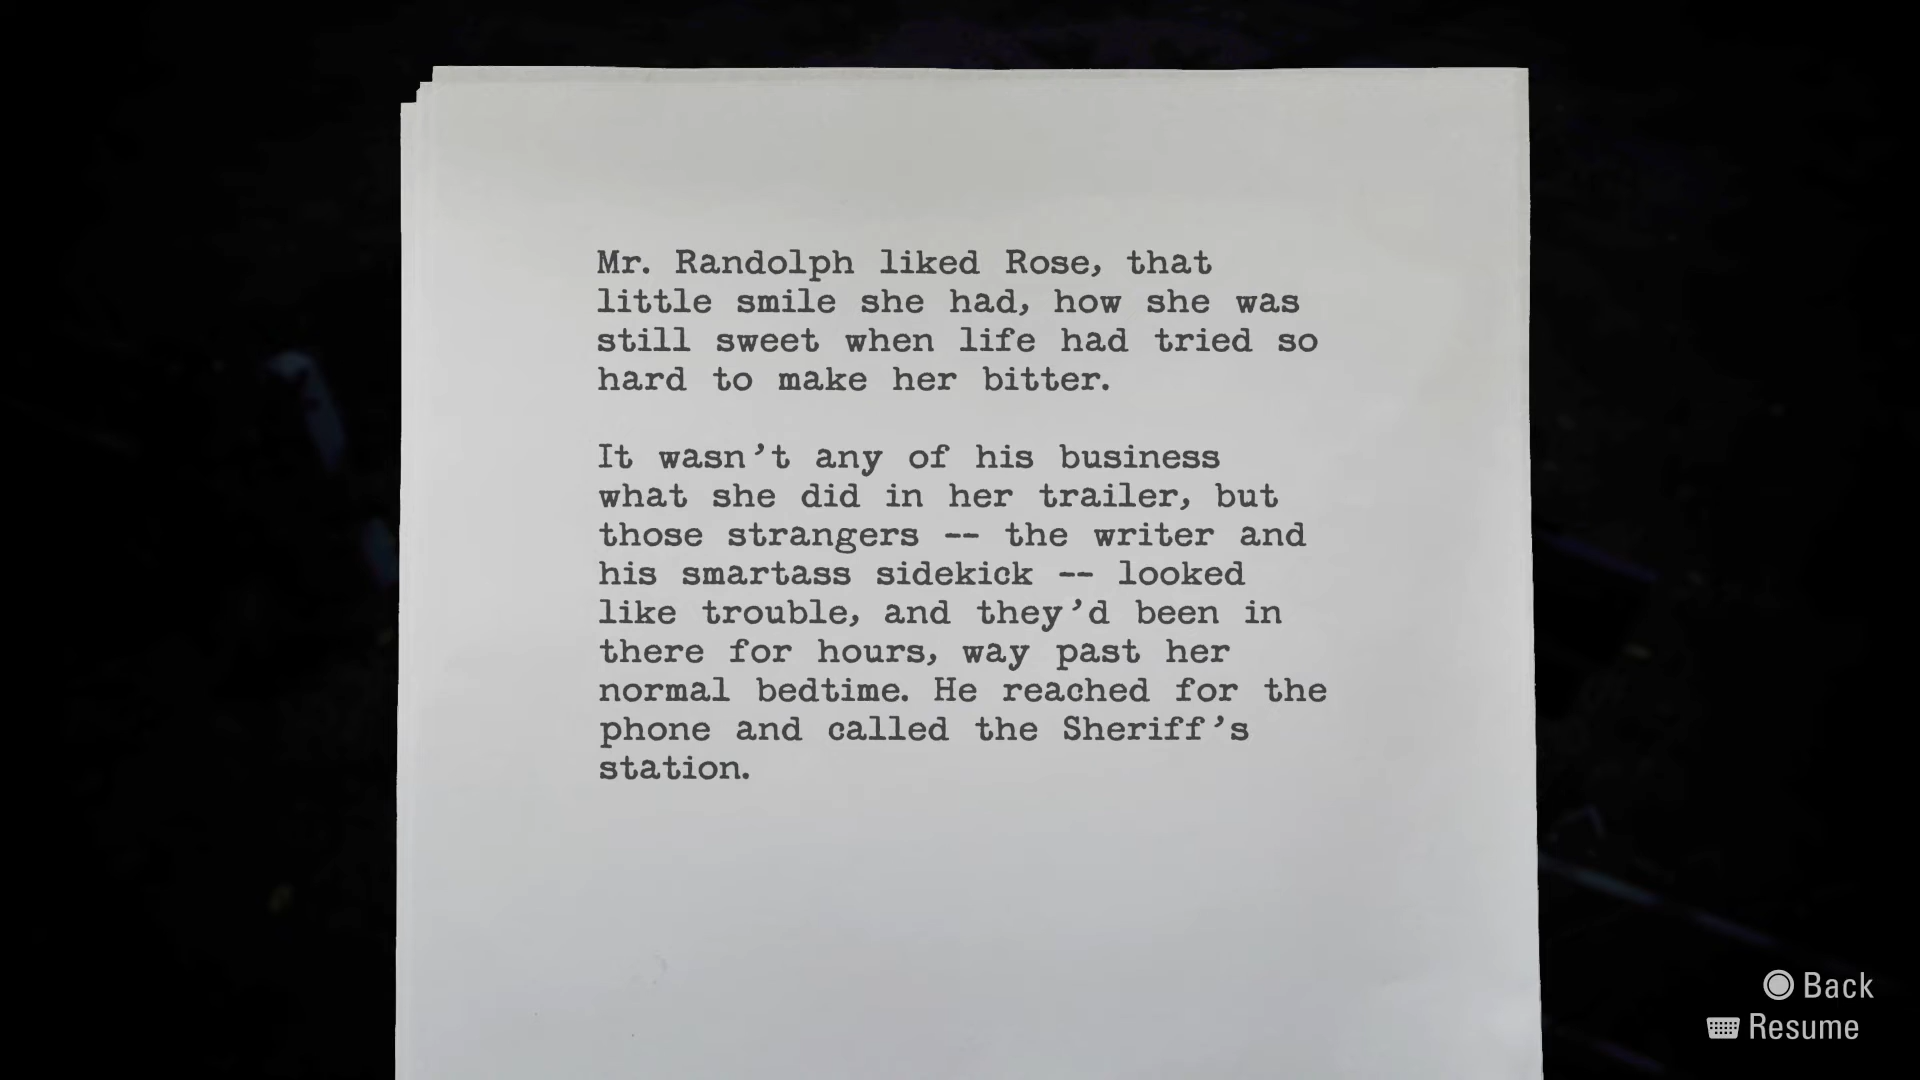 Mr. Randolph liked Rose, that
little smile she had, how she was
still sweet when life had tried so
hard to make her bitter.
It wasn't any of his business
what she did in her trailer, but
those strangers -- the writer and
his smartass sidekick -- looked
like trouble, and they'd been in
there for hours, way past her
normal bedtime. He reached for the
phone and called the Sheriff's
station.
Back
Resume